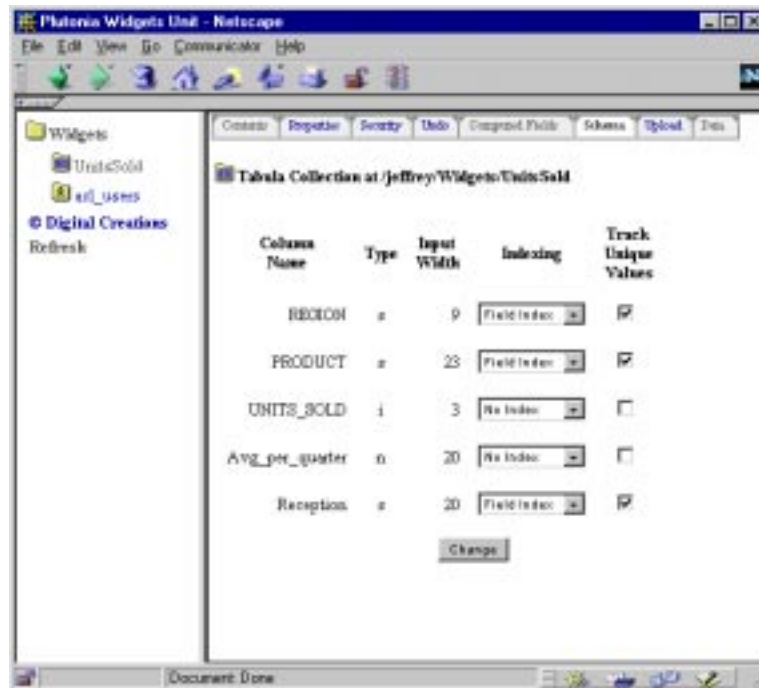 Plutonia Widgets Unit - Netscape
File Edit View Go Communicator Help
Contents Properties Security Undo Computed Fields Schema Upload Data
Widgets
UnitsSold
acl_users
© Digital Creations
Refresh
Tabula Collection at /jeffrey/Widgets/UnitsSold
Column Name Type Input Width Indexing Track Unique Values
REGION s 9 Field Index
PRODUCT s 23 Field Index
UNITS_SOLD i 3 No Index
Avg_per_quarter n 20 No Index
Reception s 20 Field Index
Change
Document: Done